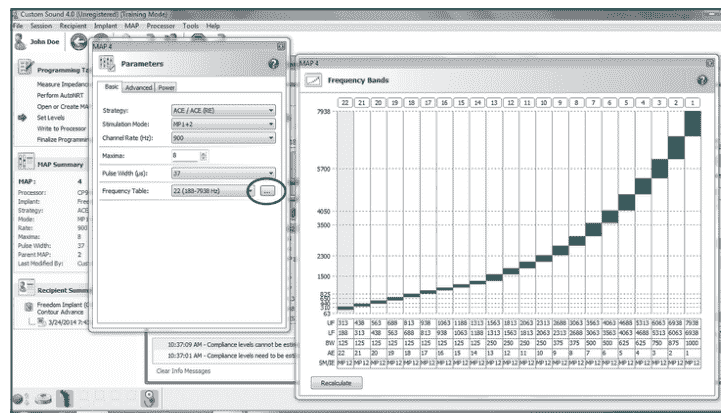 Custom Sound 4.0 (Unregistered) (Training Mode)
File Session Recipient Implant MAP Processor Tools Help
John Doe
Programming Ta
Measure Impedanc
Perform AutoNRT
Open or Create MA
Set Levels
Write to Processor
Finalize Programmin
MAP Summary
MAP: 4
Processor: CP9
Implant: Free
Strategy: ACE
Mode: MP1
Rate: 900
Maxima: 8
Pulse Width: 37
Parent MAP: 2
Last Modified By: Cust
Recipient Summ
Freedom Implant (C
Contour Advance
3/24/2014 7:4
MAP 4
Parameters
Basic Advanced Power
Strategy: ACE / ACE (RE)
Stimulation Mode: MP1+2
Channel Rate (Hz): 900
Maxima: 8
Pulse Width (µs): 37
Frequency Table: 22 (188-7938 Hz) ...
10:37:09 AM - Compliance levels cannot be esti
10:37:01 AM - Compliance levels need to be esti
Clear Info Messages
MAP 4
Frequency Bands
22 21 20 19 18 17 16 15 14 13 12 11 10 9 8 7 6 5 4 3 2 1
7938
5700
4050
3500
2300
1500
825
63
UF 313 438 563 688 813 938 1063 1188 1313 1563 1813 2063 2313 2688 3063 3563 4063 4688 5313 6063 6938 7938
LF 188 313 438 563 688 813 938 1063 1188 1313 1563 1813 2063 2313 2688 3063 3563 4063 4688 5313 6063 6938
BW 125 125 125 125 125 125 125 125 125 250 250 250 250 375 375 500 500 625 625 750 875 1000
AE 22 21 20 19 18 17 16 15 14 13 12 11 10 9 8 7 6 5 4 3 2 1
SM/IE MP12 MP12 MP12 MP12 MP12 MP12 MP12 MP12 MP12 MP12 MP12 MP12 MP12 MP12 MP12 MP12 MP12 MP12 MP12 MP12 MP12 MP12
Recalculate